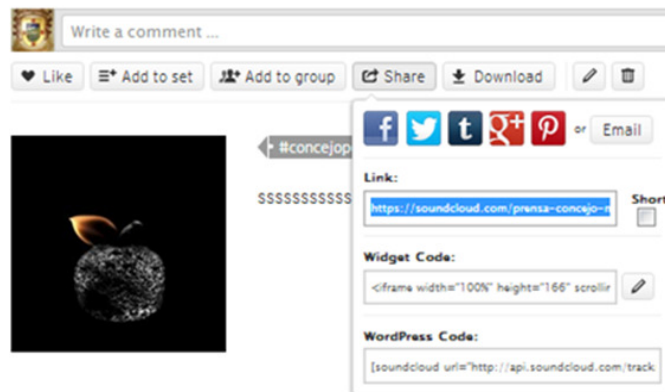 Write a comment ...
Like Add to set Add to group Share Download
f t g+ or Email
#concejop
SSSSSSSSSSS
Link:
https://soundcloud.com/prensa-concejo-n
Short
Widget Code:
<iframe width="100%" height="166" scrollin
WordPress Code:
[soundcloud url="http://api.soundcloud.com/track